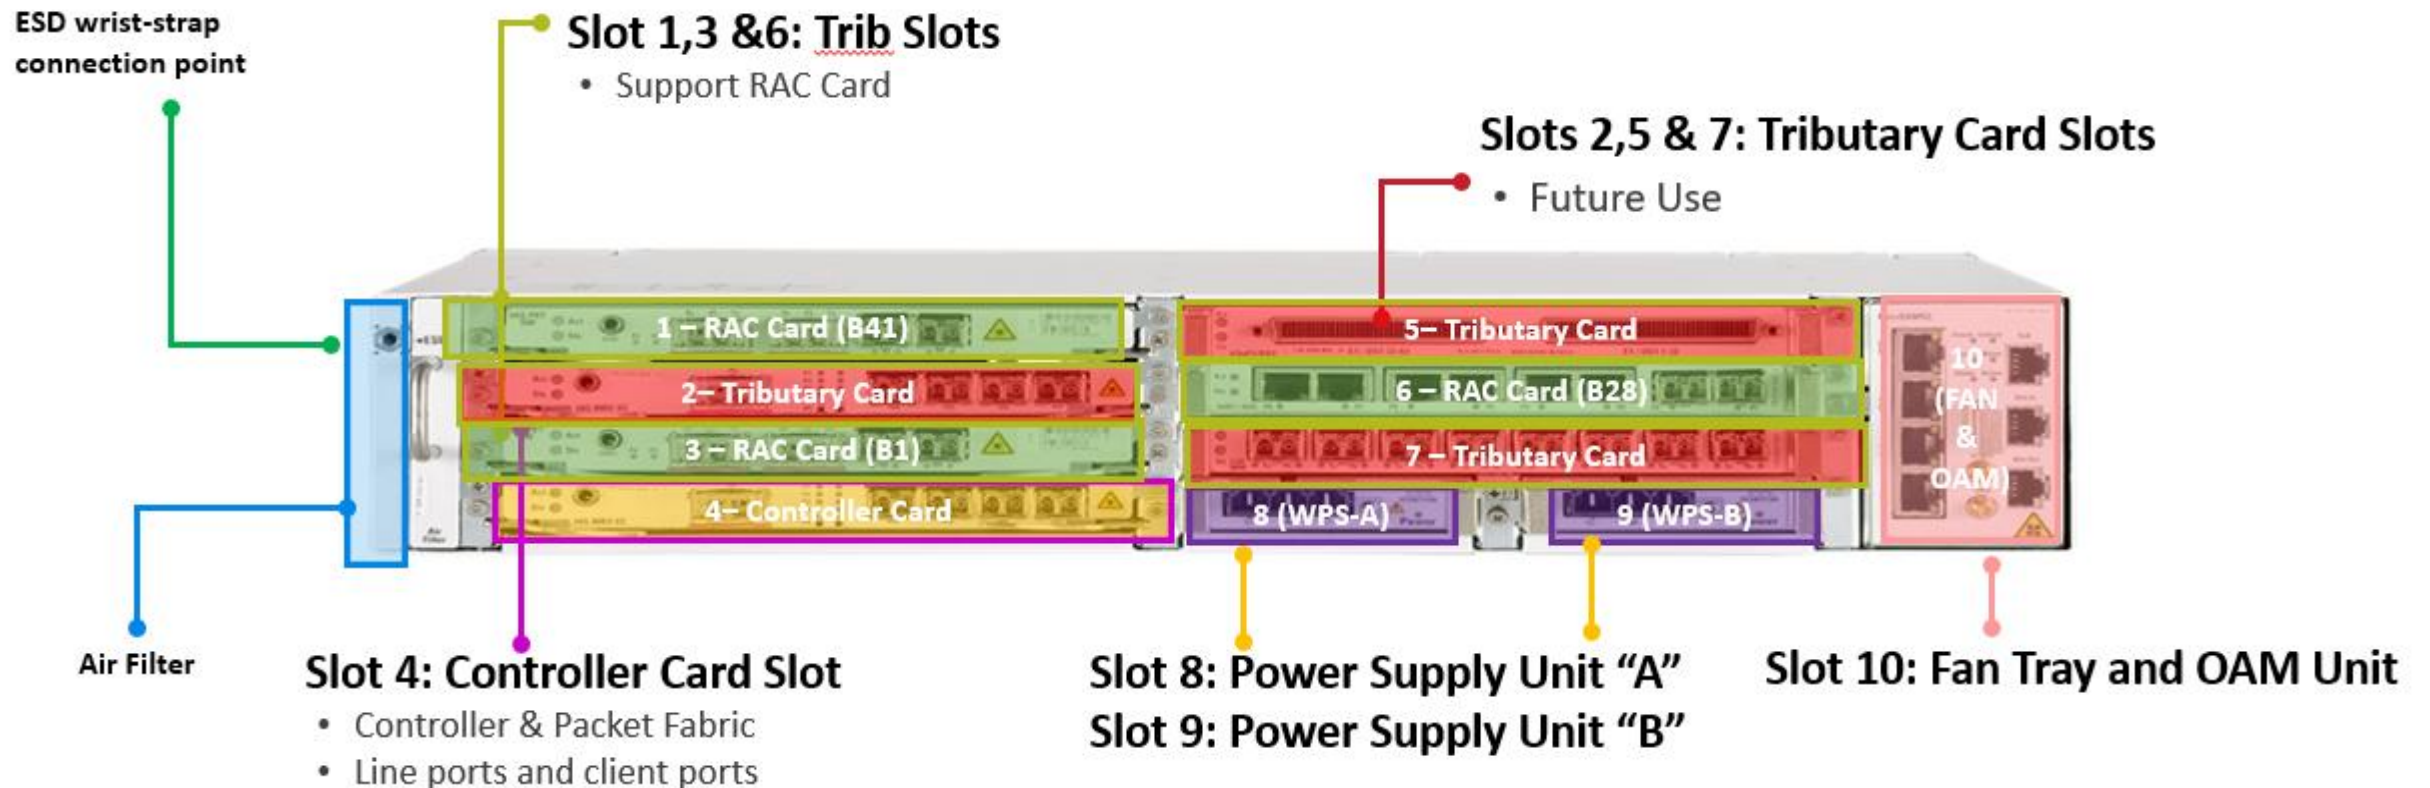 ESD wrist-strap
connection point
Slot 1,3 &6: Trib Slots
• Support RAC Card
Slots 2,5 & 7: Tributary Card Slots
• Future Use
1 – RAC Card (B41)
2– Tributary Card
3 – RAC Card (B1)
4– Controller Card
5– Tributary Card
6 – RAC Card (B28)
7 – Tributary Card
8 (WPS-A)
9 (WPS-B)
10
(FAN
&
OAM)
Air
Filter
Air Filter
Slot 4: Controller Card Slot
• Controller & Packet Fabric
• Line ports and client ports
Slot 8: Power Supply Unit “A”
Slot 9: Power Supply Unit “B”
Slot 10: Fan Tray and OAM Unit